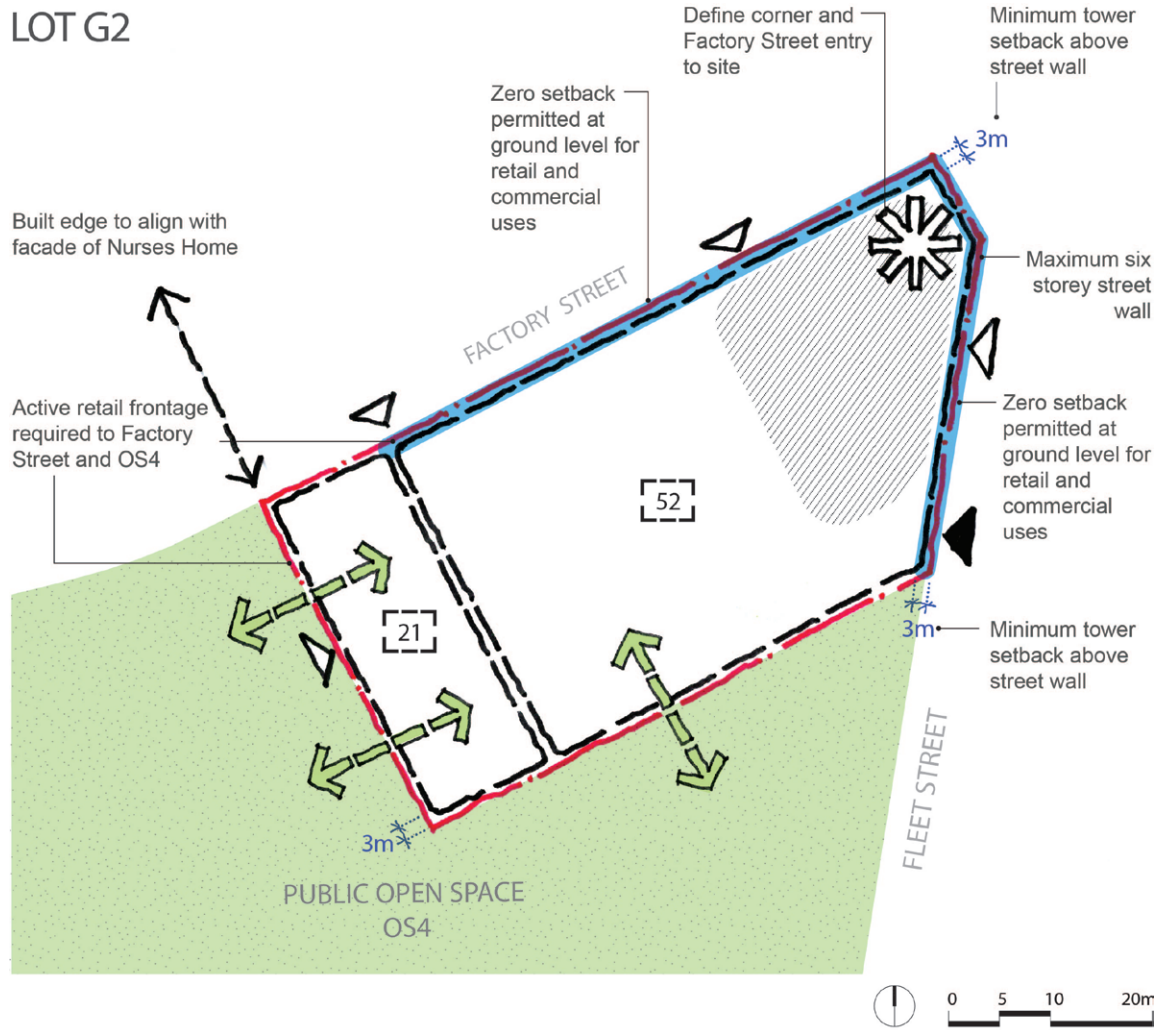 LOT G2
Define corner and
Factory Street entry
to site
Minimum tower
setback above
street wall
Zero setback
permitted at
ground level for
retail and
commercial
uses
3m
Built edge to align with
facade of Nurses Home
Maximum six
storey street
wall
FACTORY STREET
Active retail frontage
required to Factory
Street and OS4
Zero setback
permitted at
ground level for
retail and
commercial
uses
52
21
3m
Minimum tower
setback above
street wall
3m
FLEET STREET
PUBLIC OPEN SPACE
OS4
0 5 10 20m